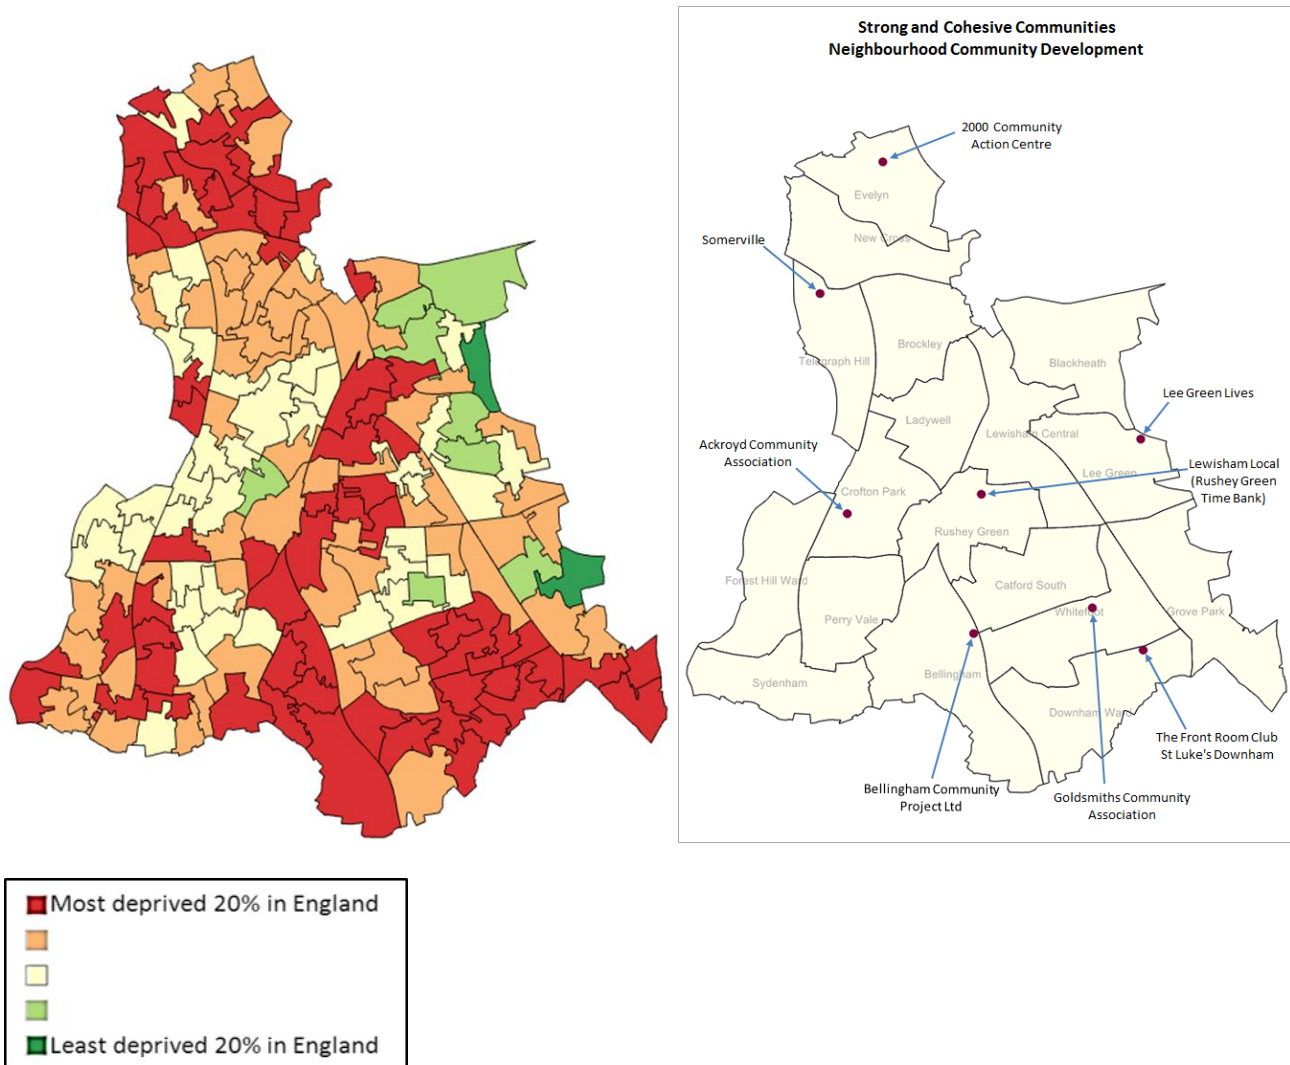 Strong and Cohesive Communities
Neighbourhood Community Development
2000 Community
Action Centre
Evelyn
New Cross
Somerville
Telegraph Hill
Brockley
Blackheath
Lee Green Lives
Ladywell
Lewisham Central
Ackroyd Community
Association
Lee Green
Lewisham Local
(Rushey Green
Time Bank)
Crofton Park
Rushey Green
Forest Hill Ward
Catford South
Perry Vale
Whitefoot
Grove Park
Sydenham
Bellingham
Downham Ward
The Front Room Club
St Luke's Downham
Bellingham Community
Project Ltd
Goldsmiths Community
Association
Most deprived 20% in England
Least deprived 20% in England